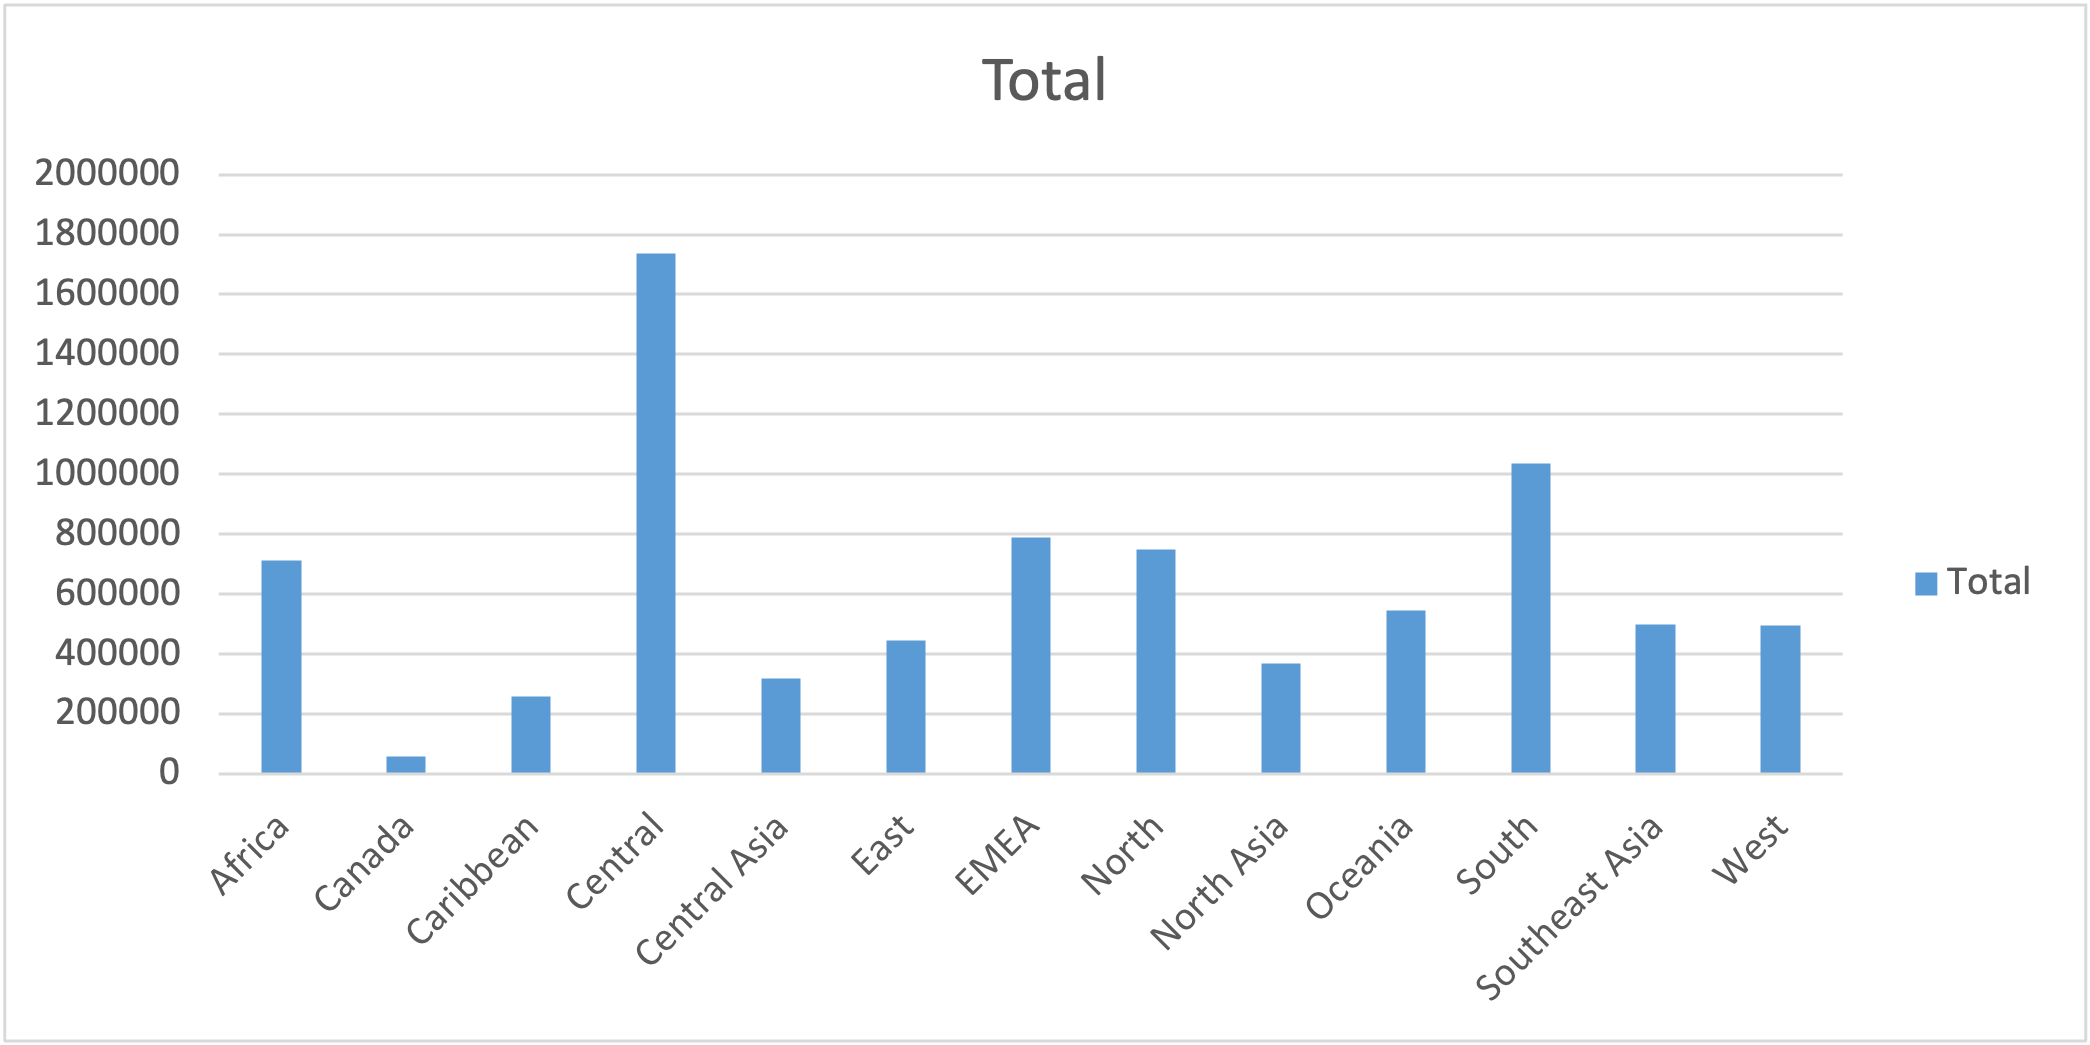 Total
2000000
1800000
1600000
1400000
1200000
1000000
800000
600000
400000
200000
0
Africa
Canada
Caribbean
Central
Central Asia
East
EMEA
North
North Asia
Oceania
South
Southeast Asia
West
Total